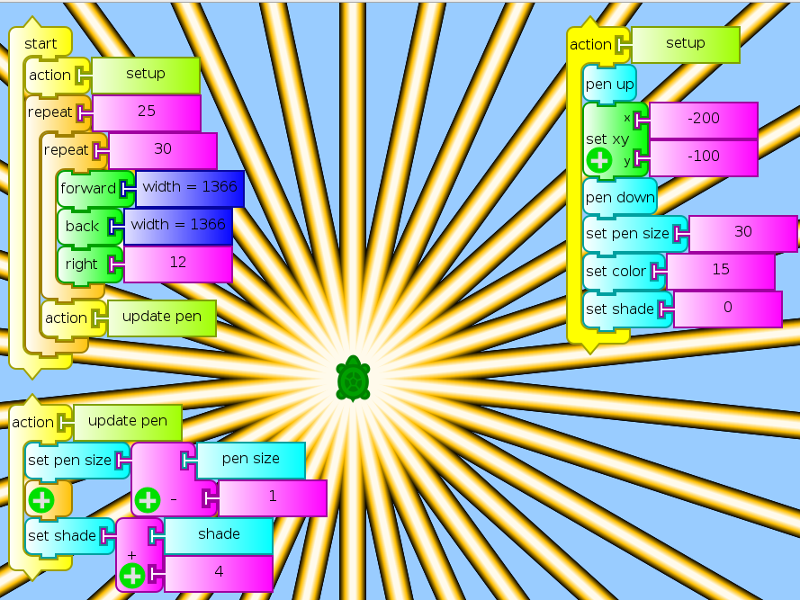 start
action setup
repeat 25
repeat 30
forward width = 1366
back width = 1366
right 12
action update pen
action update pen
set pen size pen size
− 1
set shade shade
+ 4
action setup
pen up
set xy x -200
y -100
pen down
set pen size 30
set color 15
set shade 0